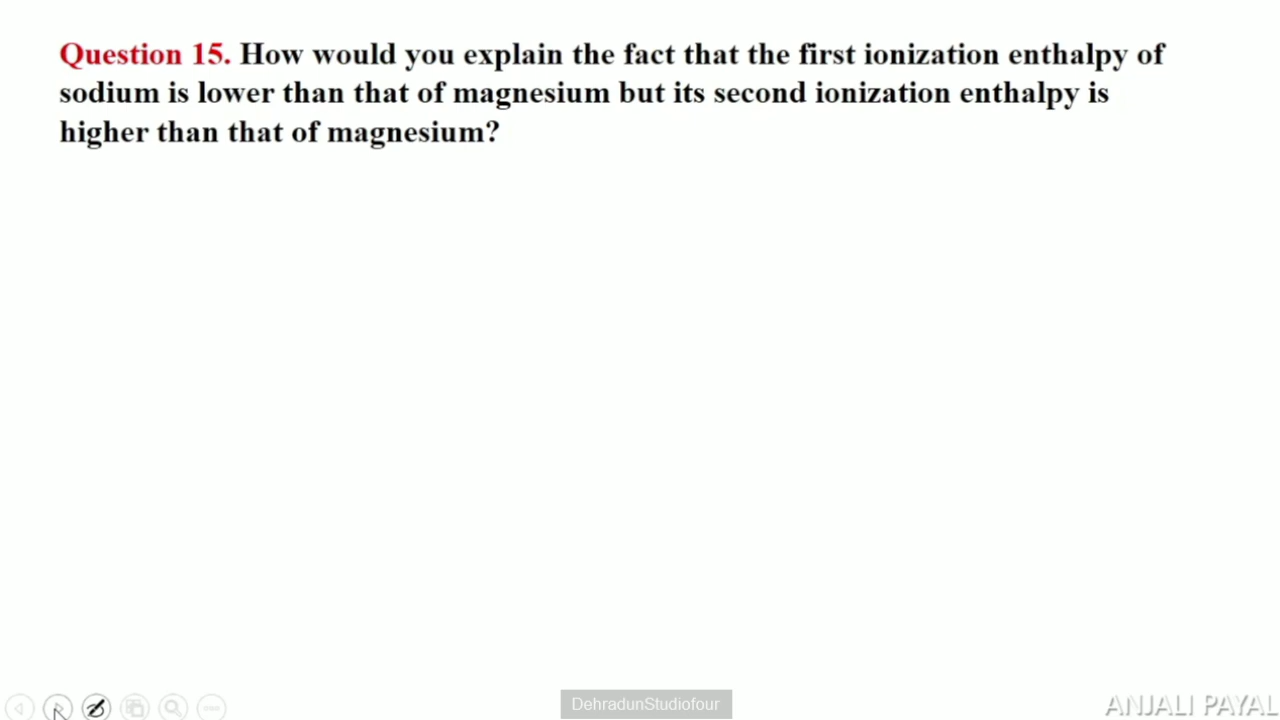 Question 15. How would you explain the fact that the first ionization enthalpy of
sodium is lower than that of magnesium but its second ionization enthalpy is
higher than that of magnesium?
DehradunStudiofour
ANJALI PAYAL